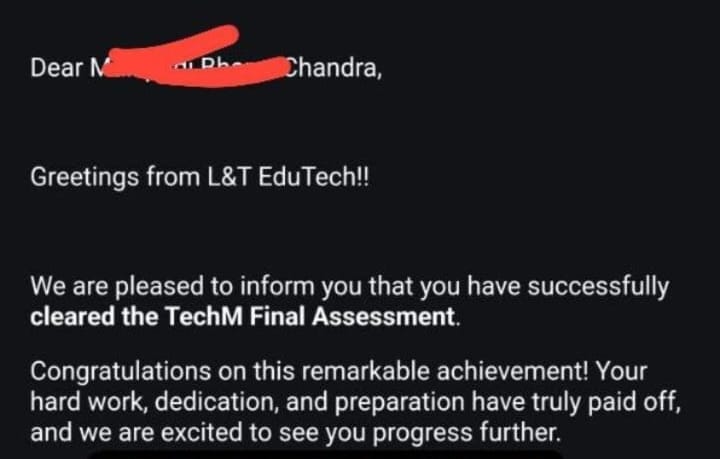 Dear Chandra,
Greetings from L&T EduTech!!
We are pleased to inform you that you have successfully
cleared the TechM Final Assessment.
Congratulations on this remarkable achievement! Your
hard work, dedication, and preparation have truly paid off,
and we are excited to see you progress further.